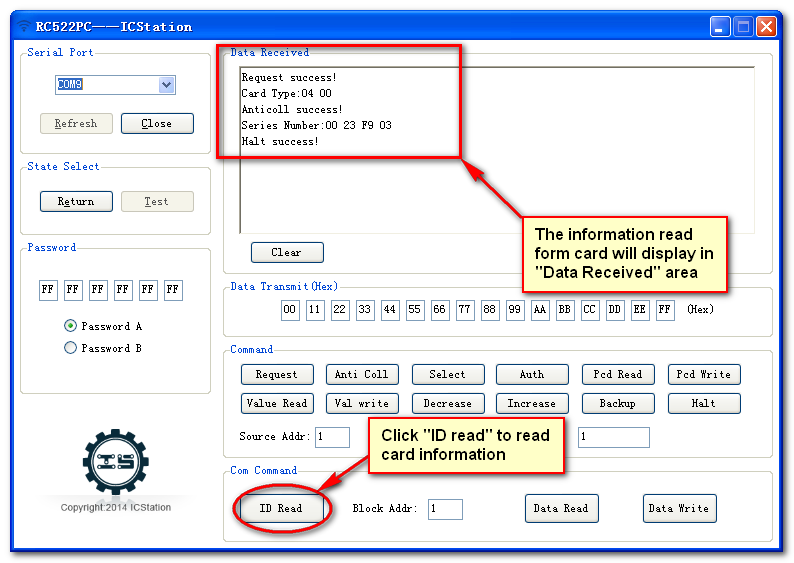 RC522PC——ICStation
Serial Port
COM9
Refresh
Close
State Select
Return
Test
Password
FF FF FF FF FF FF
Password A
Password B
IS
Copyright:2014 ICStation
Data Received
Request success!
Card Type:04 00
Anticoll success!
Series Number:00 23 F9 03
Halt success!
Clear
The information read
form card will display in
"Data Received" area
Data Transmit(Hex)
00 11 22 33 44 55 66 77 88 99 AA BB CC DD EE FF (Hex)
Command
Request Anti Coll Select Auth Pcd Read Pcd Write
Value Read Val write Decrease Increase Backup Halt
Source Addr: 1
1
Click "ID read" to read
card information
Com Command
ID Read
Block Addr: 1
Data Read
Data Write